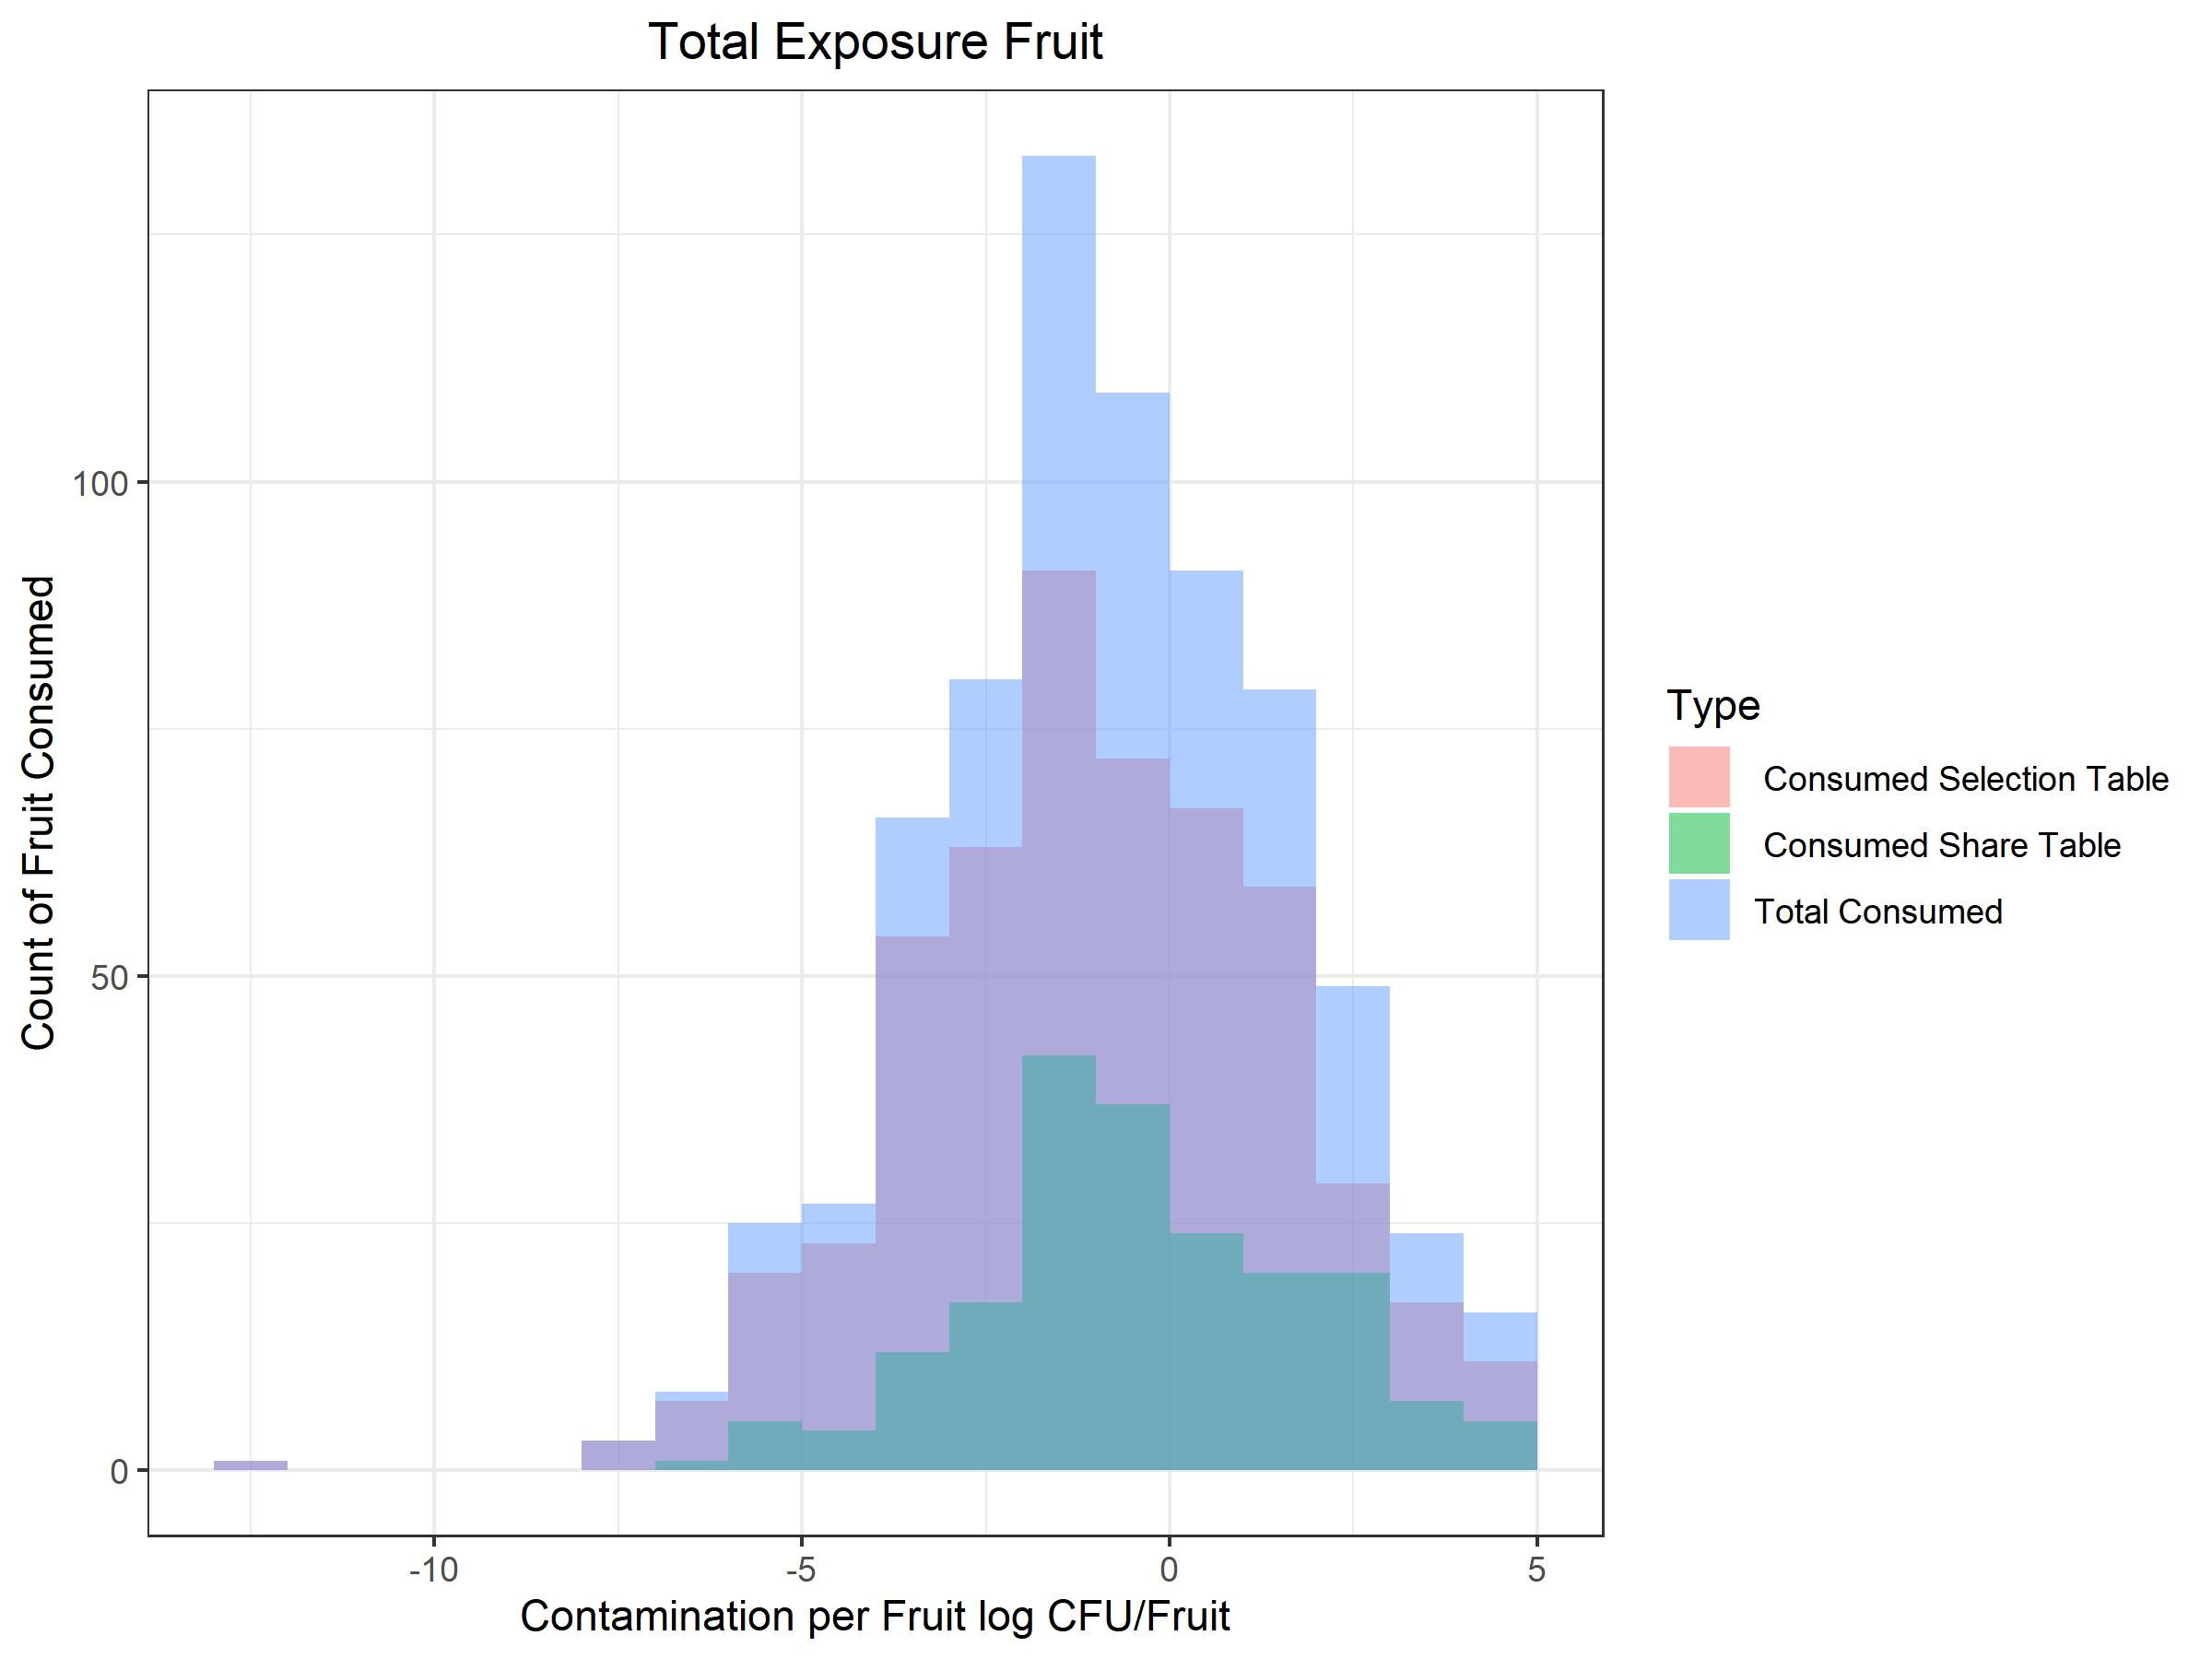 Total Exposure Fruit
Count of Fruit Consumed
100
50
0
-10
-5
0
5
Contamination per Fruit log CFU/Fruit
Type
Consumed Selection Table
Consumed Share Table
Total Consumed